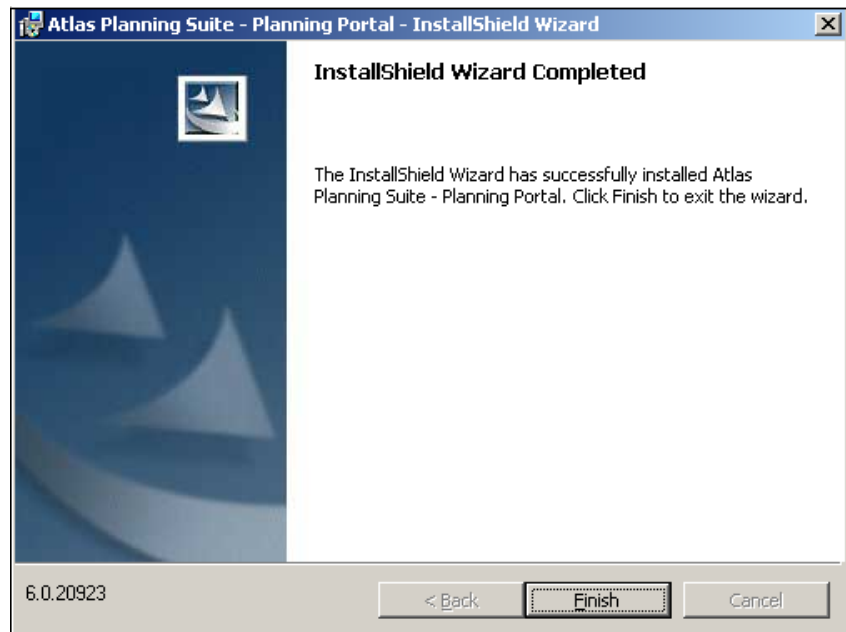 Atlas Planning Suite - Planning Portal - InstallShield Wizard
InstallShield Wizard Completed
The InstallShield Wizard has successfully installed Atlas
Planning Suite - Planning Portal. Click Finish to exit the wizard.
6.0.20923
< Back
Finish
Cancel